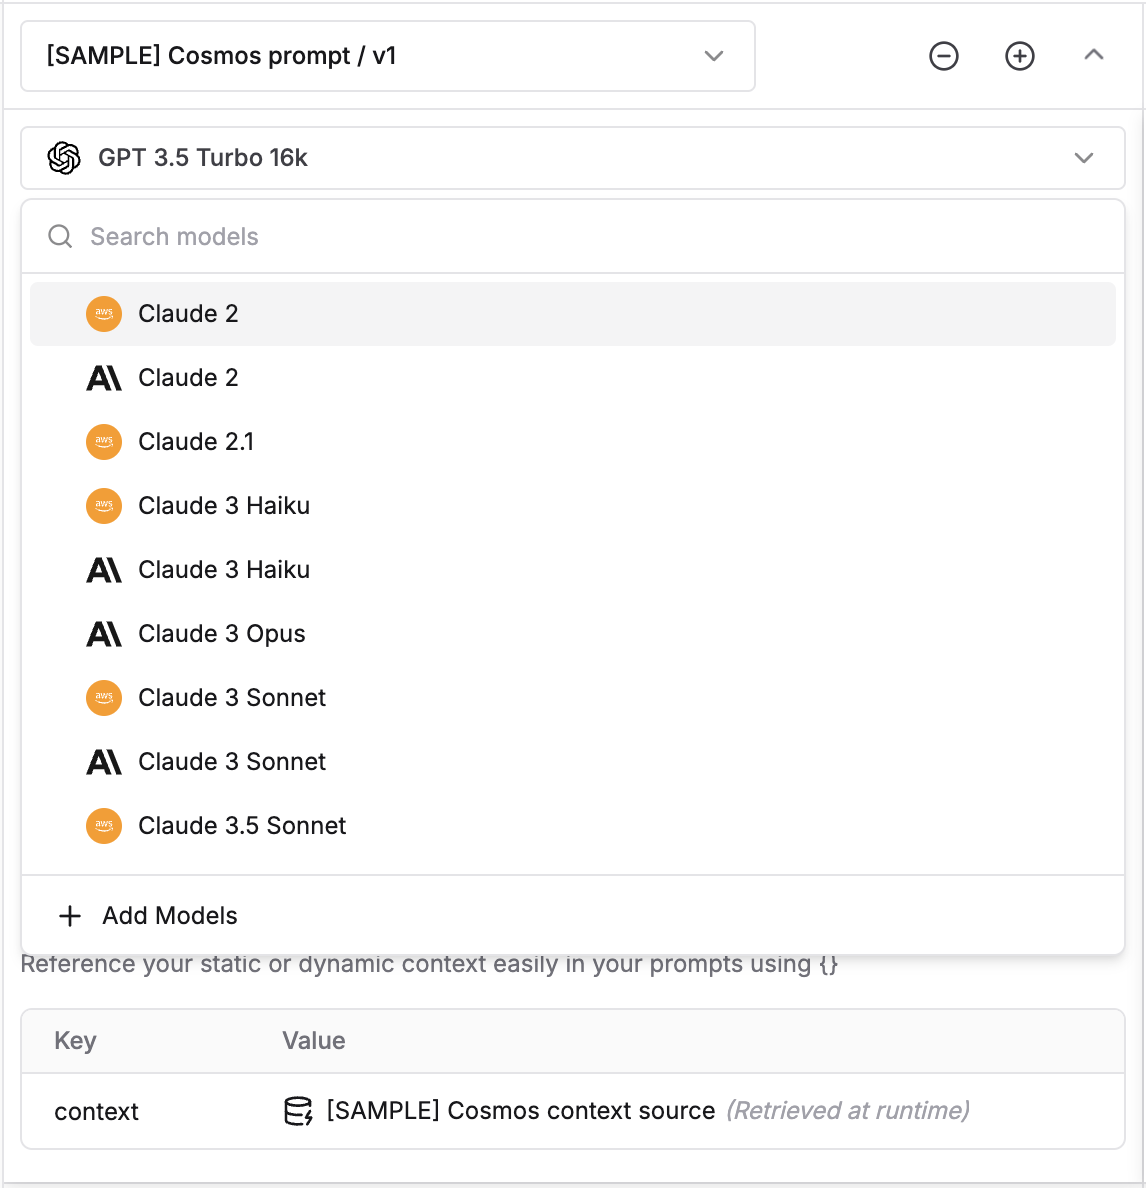 [SAMPLE] Cosmos prompt / v1
GPT 3.5 Turbo 16k
Search models
aws Claude 2
Claude 2
aws Claude 2.1
aws Claude 3 Haiku
Claude 3 Haiku
Claude 3 Opus
aws Claude 3 Sonnet
Claude 3 Sonnet
aws Claude 3.5 Sonnet
Add Models
Reference your static or dynamic context easily in your prompts using {}
Key Value
context [SAMPLE] Cosmos context source (Retrieved at runtime)